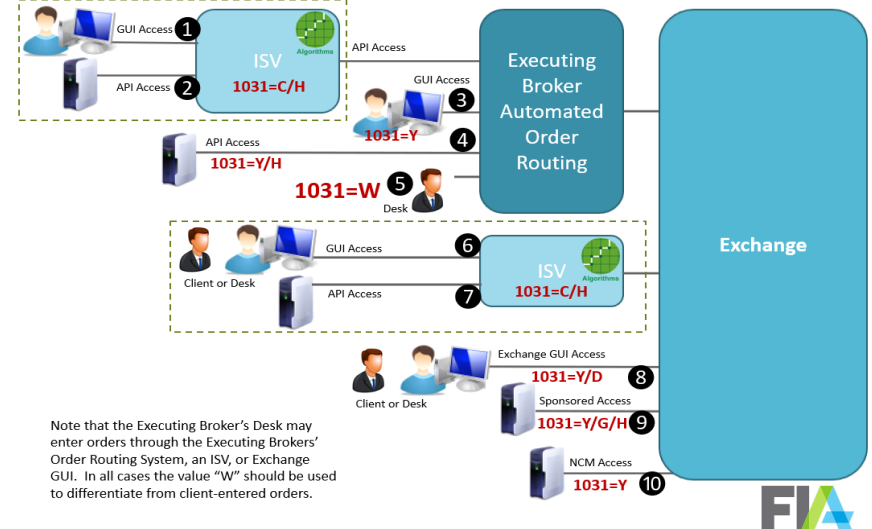 GUI Access 1
ISV
Algorithms
1031=C/H
API Access 2
API Access
GUI Access
3
1031=Y
API Access
4
1031=Y/H
1031=W 5
Desk
Executing
Broker
Automated
Order
Routing
Exchange
GUI Access 6
Client or Desk
API Access 7
ISV
Algorithms
1031=C/H
Exchange GUI Access
1031=Y/D 8
Client or Desk
Sponsored Access
1031=Y/G/H 9
NCM Access
1031=Y 10
Note that the Executing Broker’s Desk may
enter orders through the Executing Brokers’
Order Routing System, an ISV, or Exchange
GUI. In all cases the value “W” should be used
to differentiate from client-entered orders.
FIA